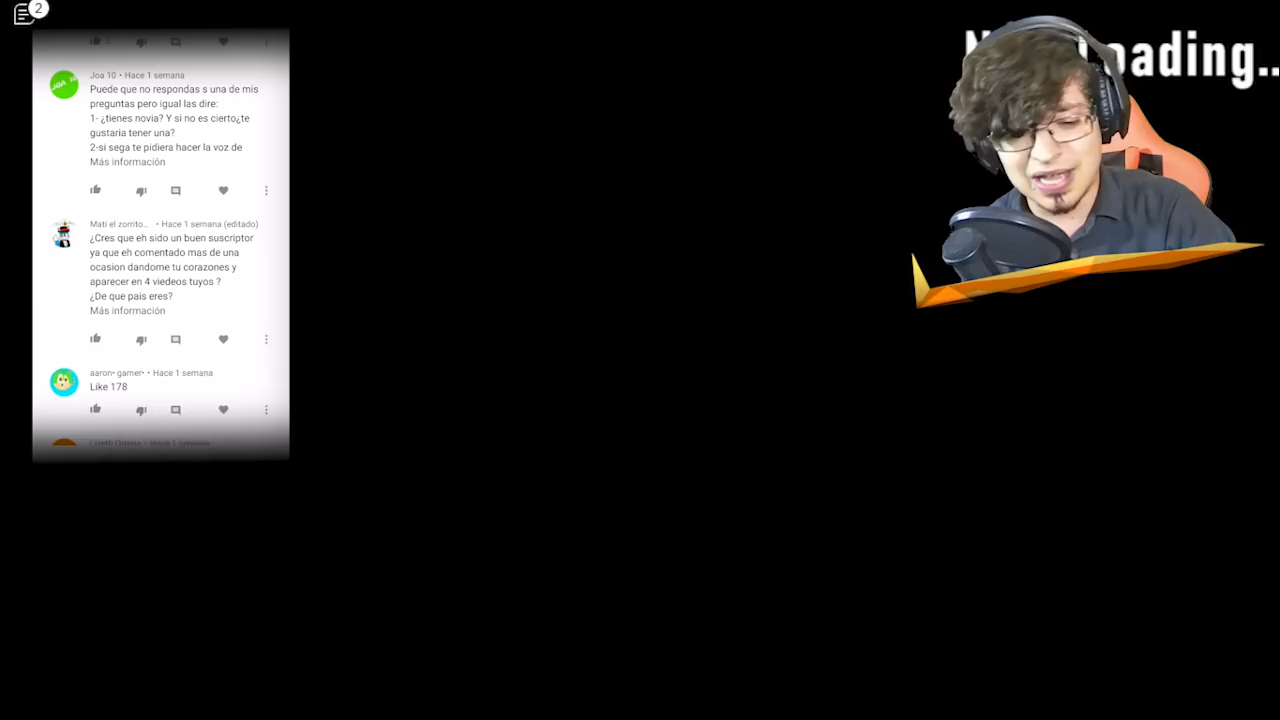 2
Joa 10 • Hace 1 semana
Puede que no respondas s una de mis
preguntas pero igual las dire:
1- ¿tienes novia? Y si no es cierto¿te
gustaria tener una?
2-si sega te pidiera hacer la voz de
Más información
Mati el zorrito... • Hace 1 semana (editado)
¿Cres que eh sido un buen suscriptor
ya que eh comentado mas de una
ocasion dandome tu corazones y
aparecer en 4 viedeos tuyos ?
¿De que pais eres?
Más información
aaron• gamer• • Hace 1 semana
Like 178
N oading..